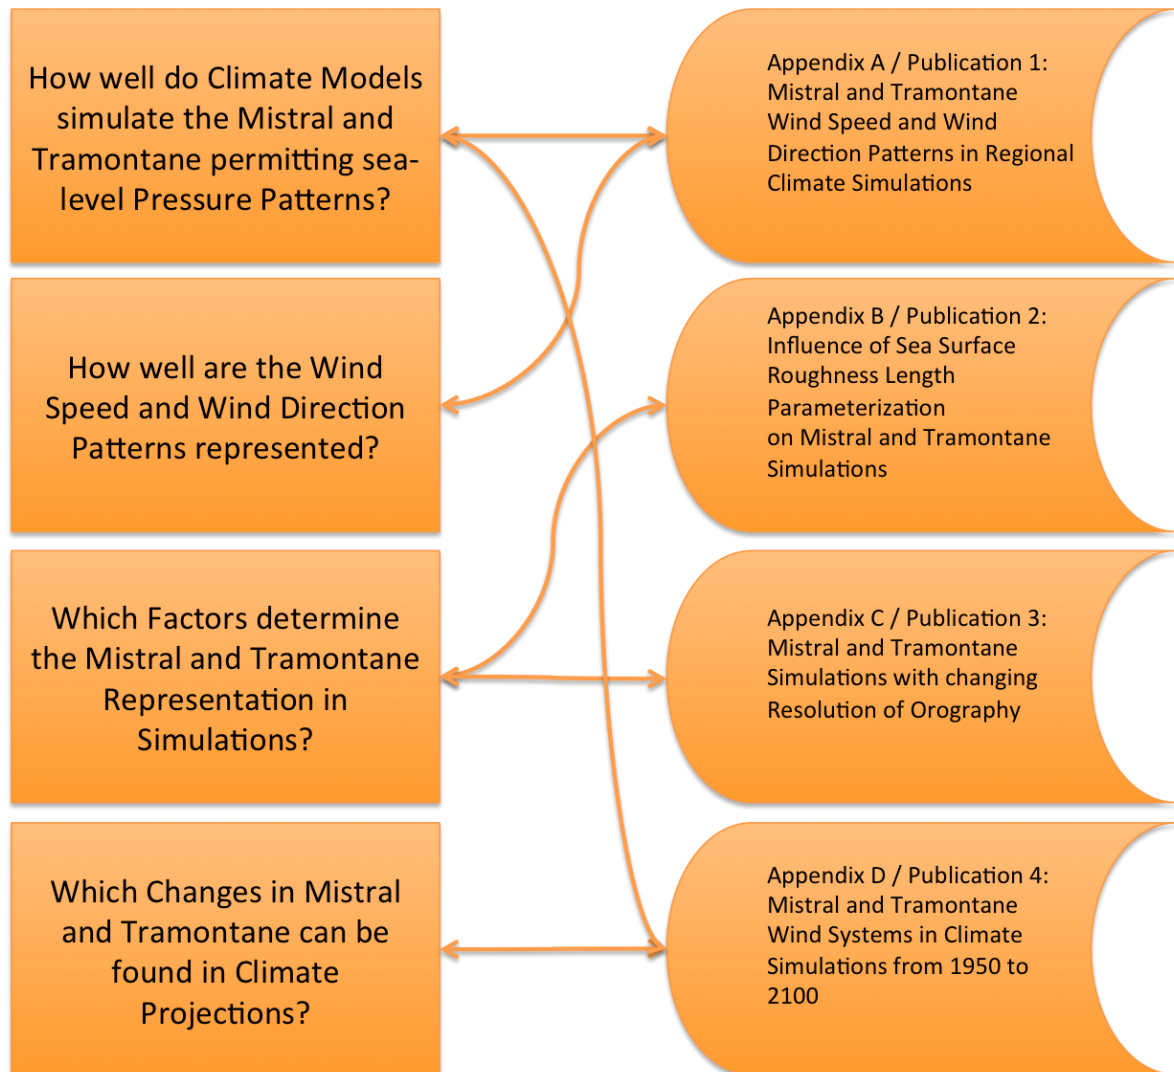 How well do Climate Models
simulate the Mistral and
Tramontane permitting sea-
level Pressure Patterns?
How well are the Wind
Speed and Wind Direction
Patterns represented?
Which Factors determine
the Mistral and Tramontane
Representation in
Simulations?
Which Changes in Mistral
and Tramontane can be
found in Climate
Projections?
Appendix A / Publication 1:
Mistral and Tramontane
Wind Speed and Wind
Direction Patterns in Regional
Climate Simulations
Appendix B / Publication 2:
Influence of Sea Surface
Roughness Length
Parameterization
on Mistral and Tramontane
Simulations
Appendix C / Publication 3:
Mistral and Tramontane
Simulations with changing
Resolution of Orography
Appendix D / Publication 4:
Mistral and Tramontane
Wind Systems in Climate
Simulations from 1950 to
2100